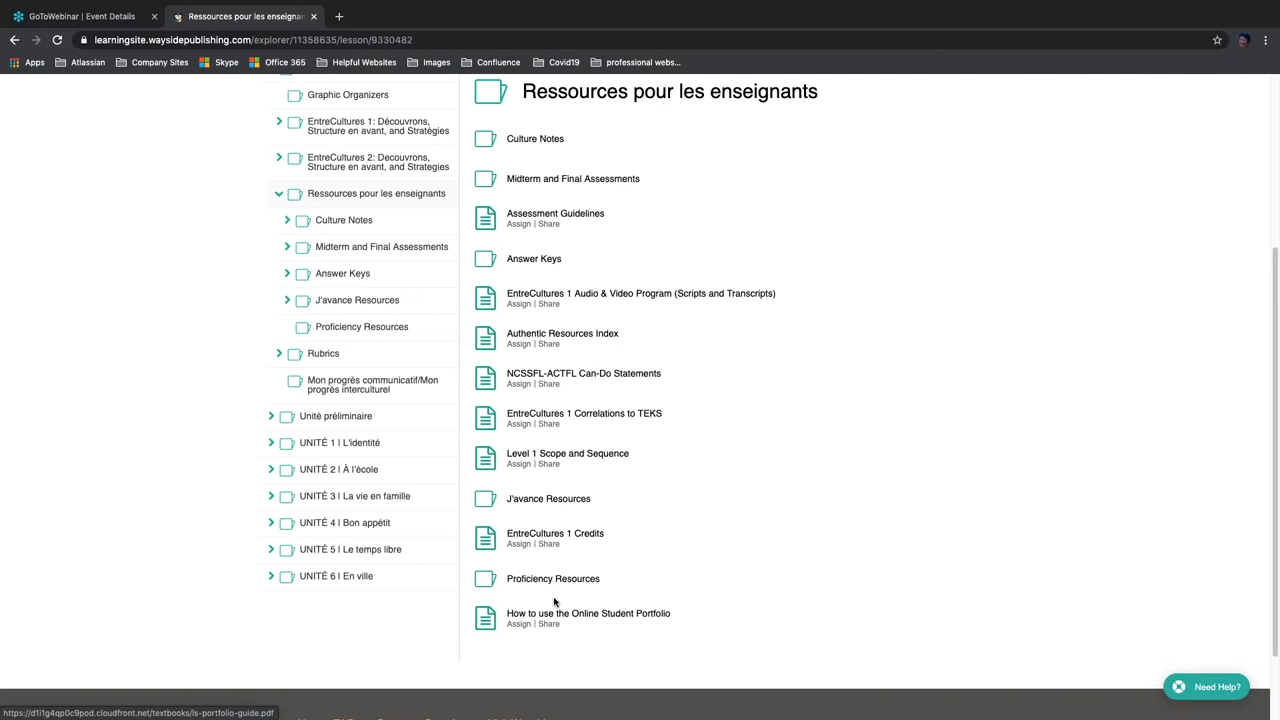 GoToWebinar | Event Details
Ressources pour les enseignan
learningsite.waysidepublishing.com/explorer/11358635/lesson/9330482
Apps
Atlassian
Company Sites
Skype
Office 365
Helpful Websites
Images
Confluence
Covid19
professional webs...
Graphic Organizers
EntreCultures 1: Découvrons,
Structure en avant, and Stratégies
EntreCultures 2: Decouvrons,
Structure en avant, and Strategies
Ressources pour les enseignants
Culture Notes
Midterm and Final Assessments
Answer Keys
J'avance Resources
Proficiency Resources
Rubrics
Mon progrès communicatif/Mon
progrès interculturel
Unité préliminaire
UNITÉ 1 | L'identité
UNITÉ 2 | À l'école
UNITÉ 3 | La vie en famille
UNITÉ 4 | Bon appétit
UNITÉ 5 | Le temps libre
UNITÉ 6 | En ville
Ressources pour les enseignants
Culture Notes
Midterm and Final Assessments
Assessment Guidelines
Assign | Share
Answer Keys
EntreCultures 1 Audio & Video Program (Scripts and Transcripts)
Assign | Share
Authentic Resources Index
Assign | Share
NCSSFL-ACTFL Can-Do Statements
Assign | Share
EntreCultures 1 Correlations to TEKS
Assign | Share
Level 1 Scope and Sequence
Assign | Share
J'avance Resources
EntreCultures 1 Credits
Assign | Share
Proficiency Resources
How to use the Online Student Portfolio
Assign | Share
Need Help?
https://d1i1g4qp0c9pod.cloudfront.net/textbooks/ls-portfolio-guide.pdf